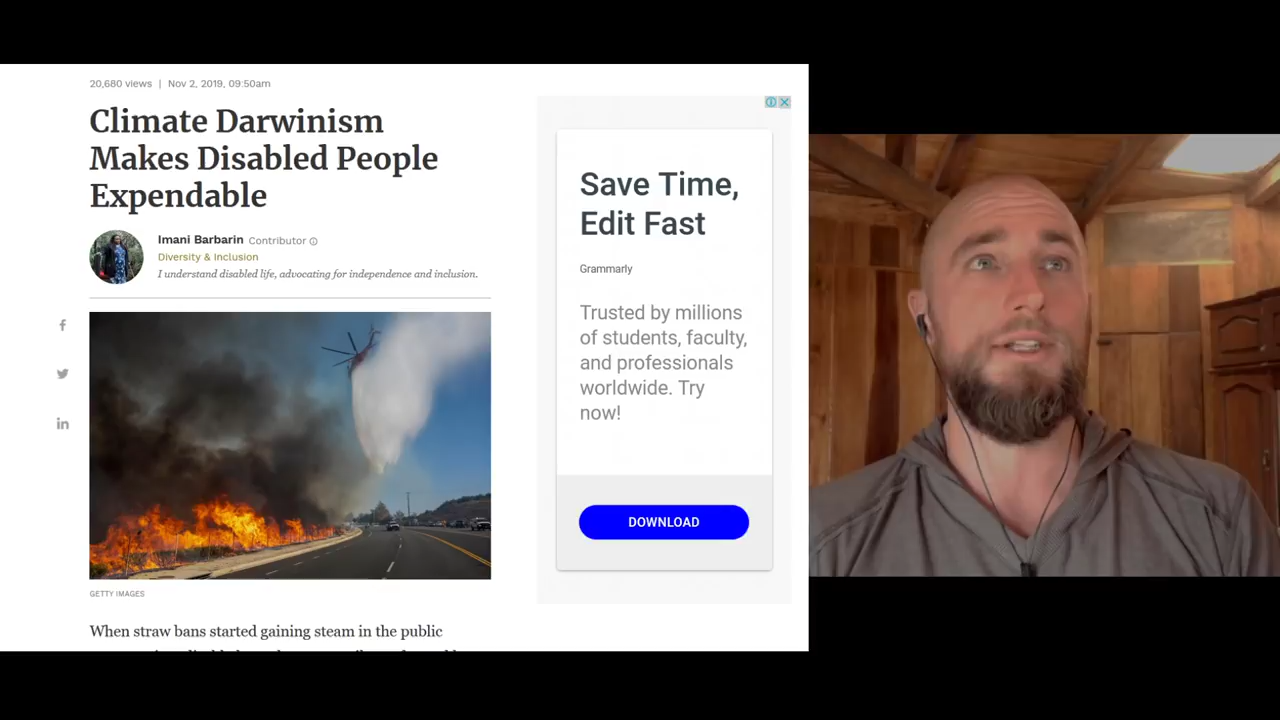 20,680 views | Nov 2, 2019, 09:50am
Climate Darwinism
Makes Disabled People
Expendable
Imani Barbarin Contributor
Diversity & Inclusion
I understand disabled life, advocating for independence and inclusion.
GETTY IMAGES
When straw bans started gaining steam in the public
Save Time,
Edit Fast
Grammarly
Trusted by millions
of students, faculty,
and professionals
worldwide. Try
now!
DOWNLOAD